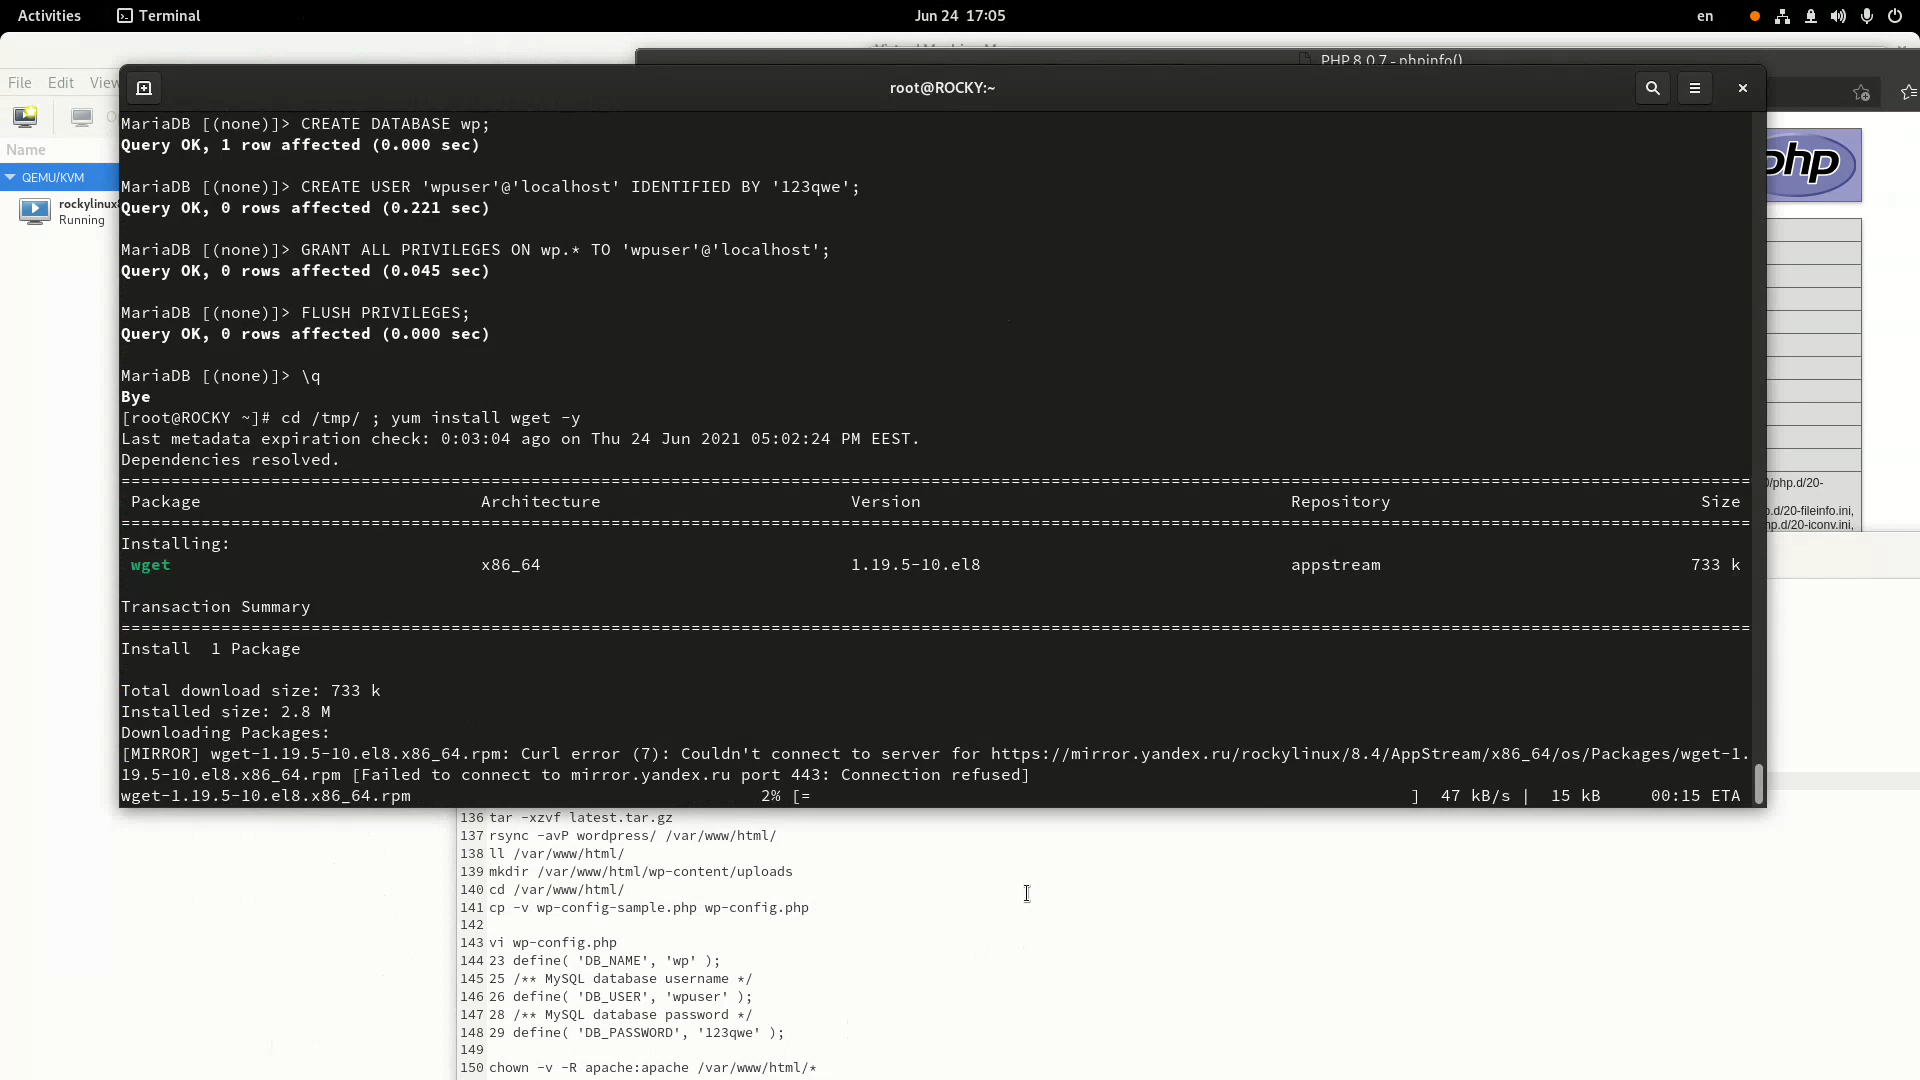 Activities
Terminal
Jun 24 17:05
en
File Edit View
PHP 8.0.7 - phpinfo()
root@ROCKY:~
Name
QEMU/KVM
rockylinux
Running
php
MariaDB [(none)]> CREATE DATABASE wp;
Query OK, 1 row affected (0.000 sec)
MariaDB [(none)]> CREATE USER 'wpuser'@'localhost' IDENTIFIED BY '123qwe';
Query OK, 0 rows affected (0.221 sec)
MariaDB [(none)]> GRANT ALL PRIVILEGES ON wp.* TO 'wpuser'@'localhost';
Query OK, 0 rows affected (0.045 sec)
MariaDB [(none)]> FLUSH PRIVILEGES;
Query OK, 0 rows affected (0.000 sec)
MariaDB [(none)]> \q
Bye
[root@ROCKY ~]# cd /tmp/ ; yum install wget -y
Last metadata expiration check: 0:03:04 ago on Thu 24 Jun 2021 05:02:24 PM EEST.
Dependencies resolved.
================================================================================
Package Architecture Version Repository Size
================================================================================
Installing:
wget x86_64 1.19.5-10.el8 appstream 733 k
Transaction Summary
================================================================================
Install 1 Package
Total download size: 733 k
Installed size: 2.8 M
Downloading Packages:
[MIRROR] wget-1.19.5-10.el8.x86_64.rpm: Curl error (7): Couldn't connect to server for https://mirror.yandex.ru/rockylinux/8.4/AppStream/x86_64/os/Packages/wget-1.
19.5-10.el8.x86_64.rpm [Failed to connect to mirror.yandex.ru port 443: Connection refused]
wget-1.19.5-10.el8.x86_64.rpm 2% [= ] 47 kB/s | 15 kB 00:15 ETA
/php.d/20-
p.d/20-fileinfo.ini,
np.d/20-iconv.ini,
136 tar -xzvf latest.tar.gz
137 rsync -avP wordpress/ /var/www/html/
138 ll /var/www/html/
139 mkdir /var/www/html/wp-content/uploads
140 cd /var/www/html/
141 cp -v wp-config-sample.php wp-config.php
142
143 vi wp-config.php
144 23 define( 'DB_NAME', 'wp' );
145 25 /** MySQL database username */
146 26 define( 'DB_USER', 'wpuser' );
147 28 /** MySQL database password */
148 29 define( 'DB_PASSWORD', '123qwe' );
149
150 chown -v -R apache:apache /var/www/html/*